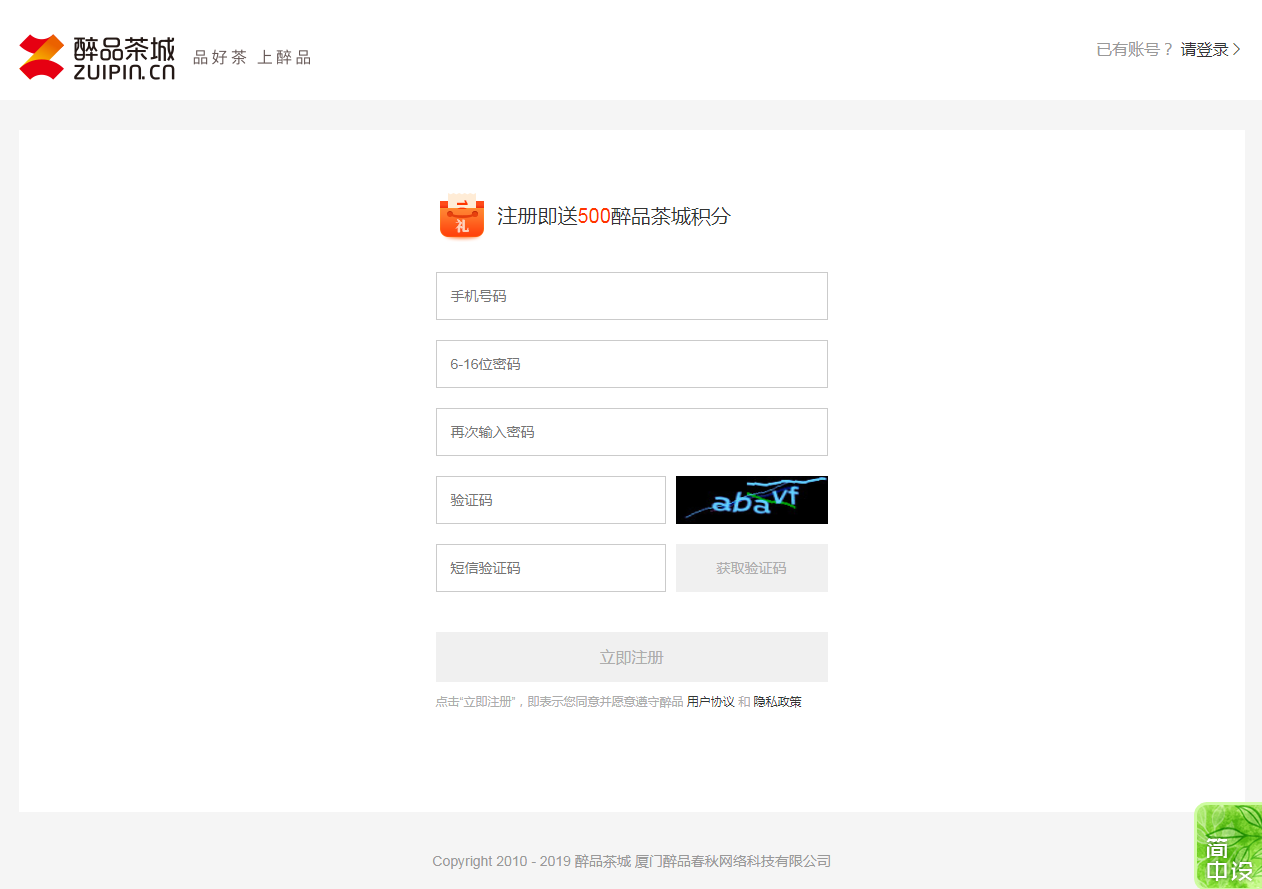 醉品茶城
ZUIPIN.CN
品好茶 上醉品
已有账号？ 请登录
礼
注册即送500醉品茶城积分
手机号码
6-16位密码
再次输入密码
验证码
abavf
短信验证码
获取验证码
立即注册
点击“立即注册”，即表示您同意并愿意遵守醉品 用户协议 和 隐私政策
Copyright 2010 - 2019 醉品茶城 厦门醉品春秋网络科技有限公司
简
中设